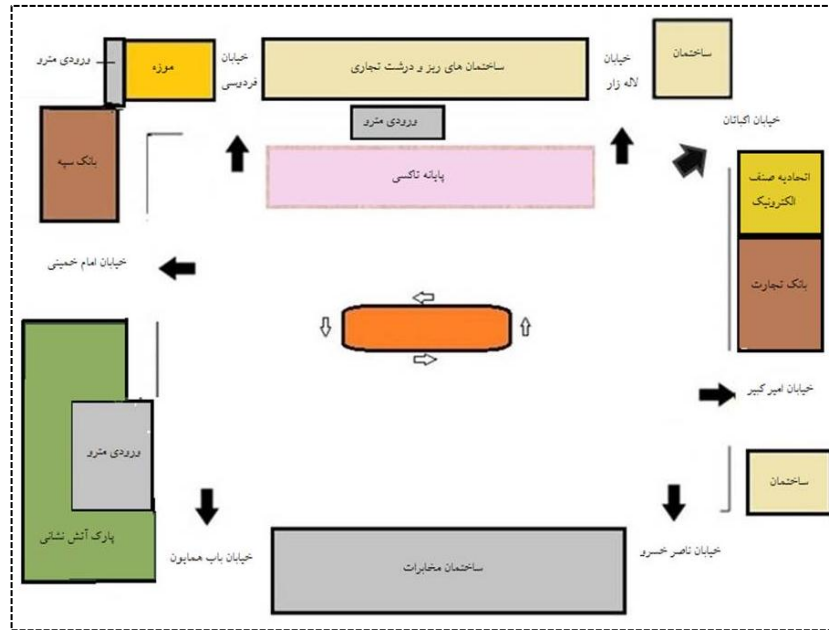 ورودی مترو
موزه
خیابان
فردوسی
ساختمان های ریز و درشت تجاری
خیابان
لاله زار
ساختمان
ورودی مترو
خیابان اکباتان
بانک سپه
پایانه تاکسی
اتحادیه صنف
الکترونیک
خیابان امام خمینی
بانک تجارت
خیابان امیر کبیر
ورودی مترو
ساختمان
پارک آتش نشانی
خیابان باب همایون
ساختمان مخابرات
خیابان ناصر خسرو